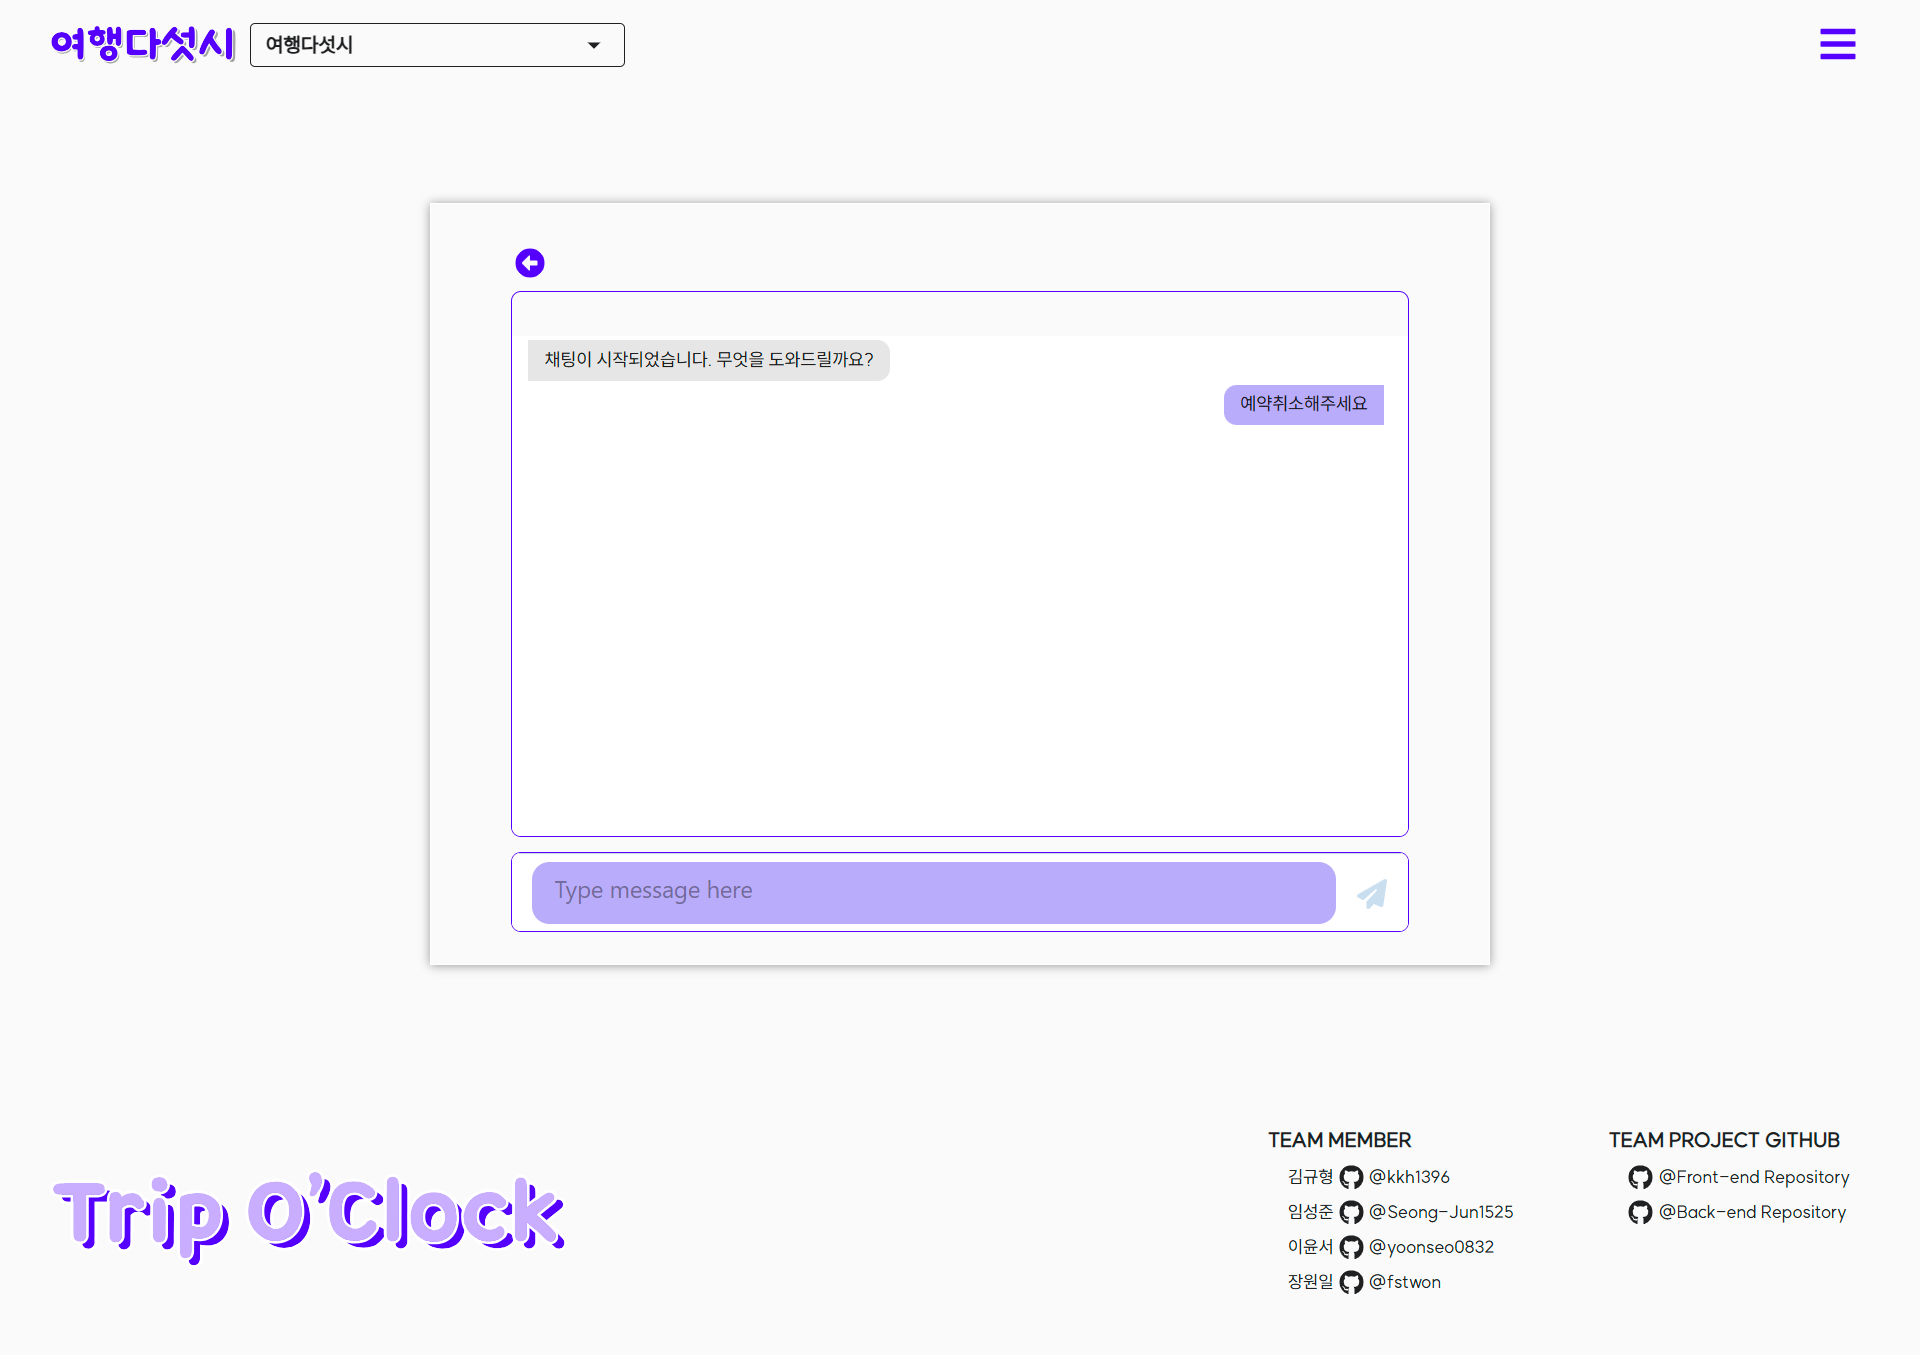 여행다섯시
여행다섯시
채팅이 시작되었습니다. 무엇을 도와드릴까요?
예약취소해주세요
Type message here
Trip O’Clock
TEAM MEMBER
김규형 @kkh1396
임성준 @Seong-Jun1525
이윤서 @yoonseo0832
장원일 @fstwon
TEAM PROJECT GITHUB
@Front-end Repository
@Back-end Repository